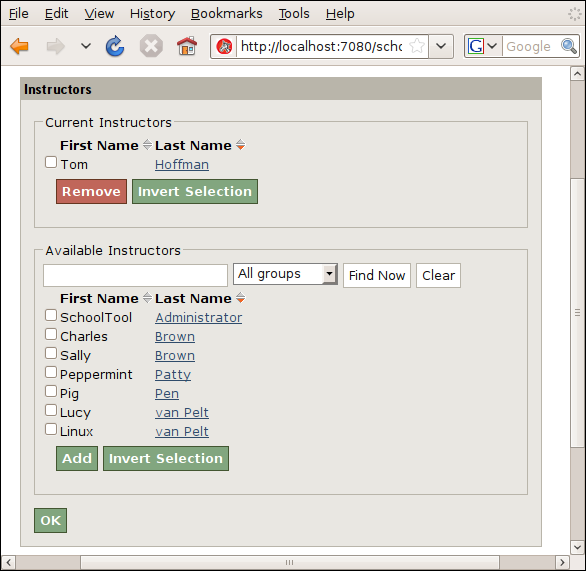 File Edit View History Bookmarks Tools Help
http://localhost:7080/scho Google
Instructors
Current Instructors
First Name Last Name
Tom Hoffman
Remove Invert Selection
Available Instructors
All groups Find Now Clear
First Name Last Name
SchoolTool Administrator
Charles Brown
Sally Brown
Peppermint Patty
Pig Pen
Lucy van Pelt
Linux van Pelt
Add Invert Selection
OK